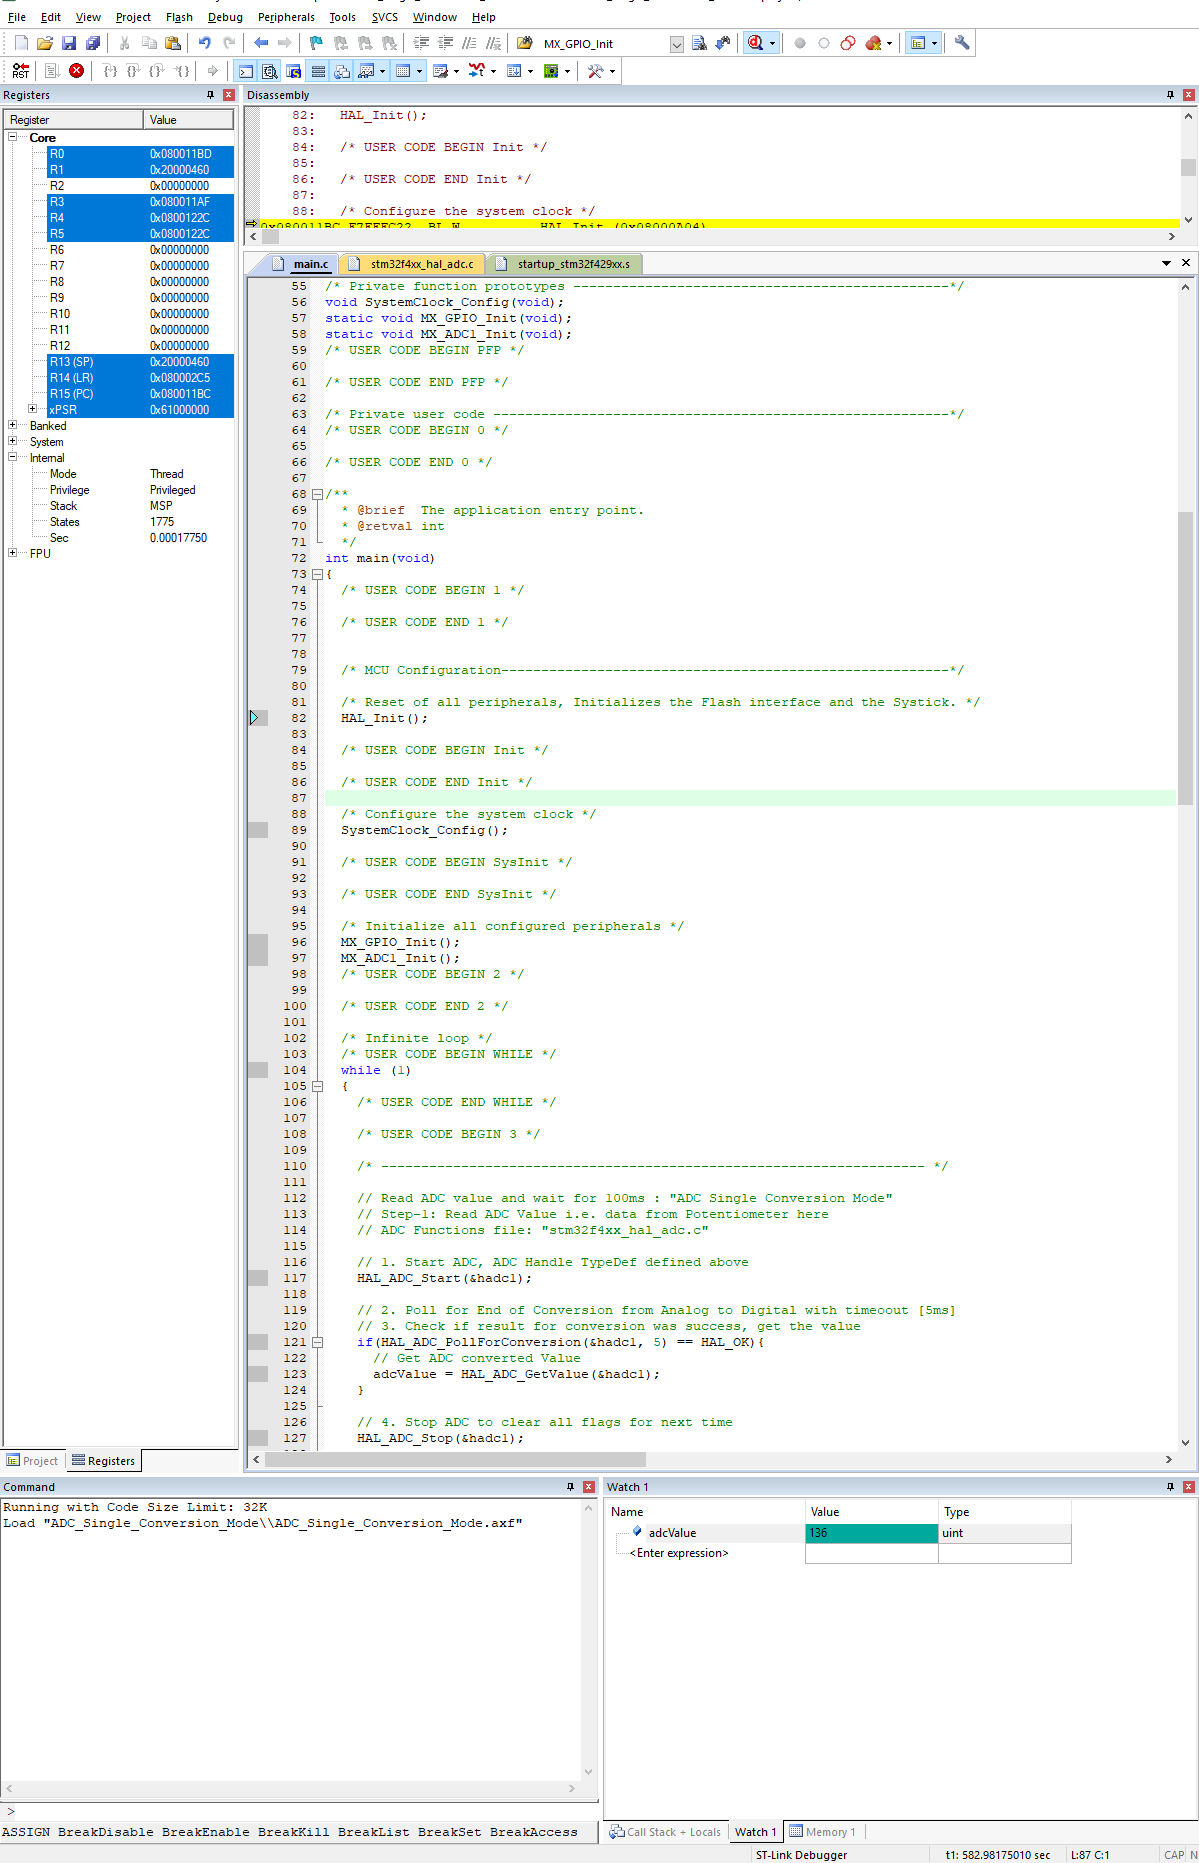 File Edit View Project Flash Debug Peripherals Tools SVCS Window Help
MX_GPIO_Init
RST
Registers
Register Value
Core
R0 0x080011BD
R1 0x20000460
R2 0x00000000
R3 0x080011AF
R4 0x0800122C
R5 0x0800122C
R6 0x00000000
R7 0x00000000
R8 0x00000000
R9 0x00000000
R10 0x00000000
R11 0x00000000
R12 0x00000000
R13 (SP) 0x20000460
R14 (LR) 0x080002C5
R15 (PC) 0x080011BC
xPSR 0x61000000
Banked
System
Internal
Mode Thread
Privilege Privileged
Stack MSP
States 1775
Sec 0.00017750
FPU
Project Registers
Disassembly
82: HAL_Init();
83:
84: /* USER CODE BEGIN Init */
85:
86: /* USER CODE END Init */
87:
88: /* Configure the system clock */
0x080011BC F7FFFC22 BL.W HAL_Init (0x08000A04)
main.c stm32f4xx_hal_adc.c startup_stm32f429xx.s
55 /* Private function prototypes -----------------------------------------------*/
56 void SystemClock_Config(void);
57 static void MX_GPIO_Init(void);
58 static void MX_ADC1_Init(void);
59 /* USER CODE BEGIN PFP */
60
61 /* USER CODE END PFP */
62
63 /* Private user code ---------------------------------------------------------*/
64 /* USER CODE BEGIN 0 */
65
66 /* USER CODE END 0 */
67
68 /**
69 * @brief  The application entry point.
70 * @retval int
71 */
72 int main(void)
73 {
74 /* USER CODE BEGIN 1 */
75
76 /* USER CODE END 1 */
77
78
79 /* MCU Configuration--------------------------------------------------------*/
80
81 /* Reset of all peripherals, Initializes the Flash interface and the Systick. */
82 HAL_Init();
83
84 /* USER CODE BEGIN Init */
85
86 /* USER CODE END Init */
87
88 /* Configure the system clock */
89 SystemClock_Config();
90
91 /* USER CODE BEGIN SysInit */
92
93 /* USER CODE END SysInit */
94
95 /* Initialize all configured peripherals */
96 MX_GPIO_Init();
97 MX_ADC1_Init();
98 /* USER CODE BEGIN 2 */
99
100 /* USER CODE END 2 */
101
102 /* Infinite loop */
103 /* USER CODE BEGIN WHILE */
104 while (1)
105 {
106 /* USER CODE END WHILE */
107
108 /* USER CODE BEGIN 3 */
109
110 /* -------------------------------------------------------------------- */
111
112 // Read ADC value and wait for 100ms : "ADC Single Conversion Mode"
113 // Step-1: Read ADC Value i.e. data from Potentiometer here
114 // ADC Functions file: "stm32f4xx_hal_adc.c"
115
116 // 1. Start ADC, ADC Handle TypeDef defined above
117 HAL_ADC_Start(&hadc1);
118
119 // 2. Poll for End of Conversion from Analog to Digital with timeoout [5ms]
120 // 3. Check if result for conversion was success, get the value
121 if(HAL_ADC_PollForConversion(&hadc1, 5) == HAL_OK){
122 // Get ADC converted Value
123 adcValue = HAL_ADC_GetValue(&hadc1);
124 }
125
126 // 4. Stop ADC to clear all flags for next time
127 HAL_ADC_Stop(&hadc1);
Command
Running with Code Size Limit: 32K
Load "ADC_Single_Conversion_Mode\\ADC_Single_Conversion_Mode.axf"
>
ASSIGN BreakDisable BreakEnable BreakKill BreakList BreakSet BreakAccess
Watch 1
Name Value Type
adcValue 136 uint
<Enter expression>
Call Stack + Locals Watch 1 Memory 1
ST-Link Debugger t1: 582.98175010 sec L:87 C:1 CAP N